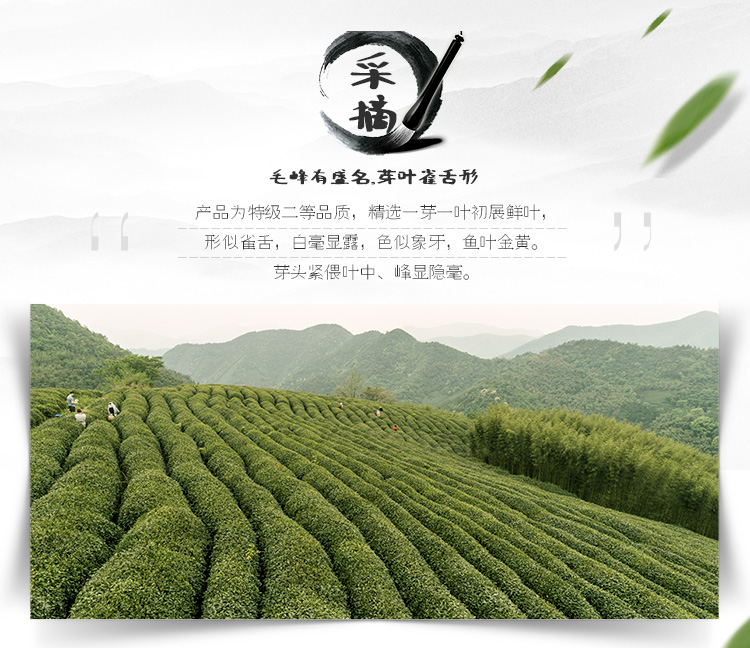 采
摘
毛峰有盛名,芽叶雀舌形
产品为特级二等品质，精选一芽一叶初展鲜叶，
形似雀舌，白毫显露，色似象牙，鱼叶金黄。
芽头紧偎叶中、峰显隐毫。